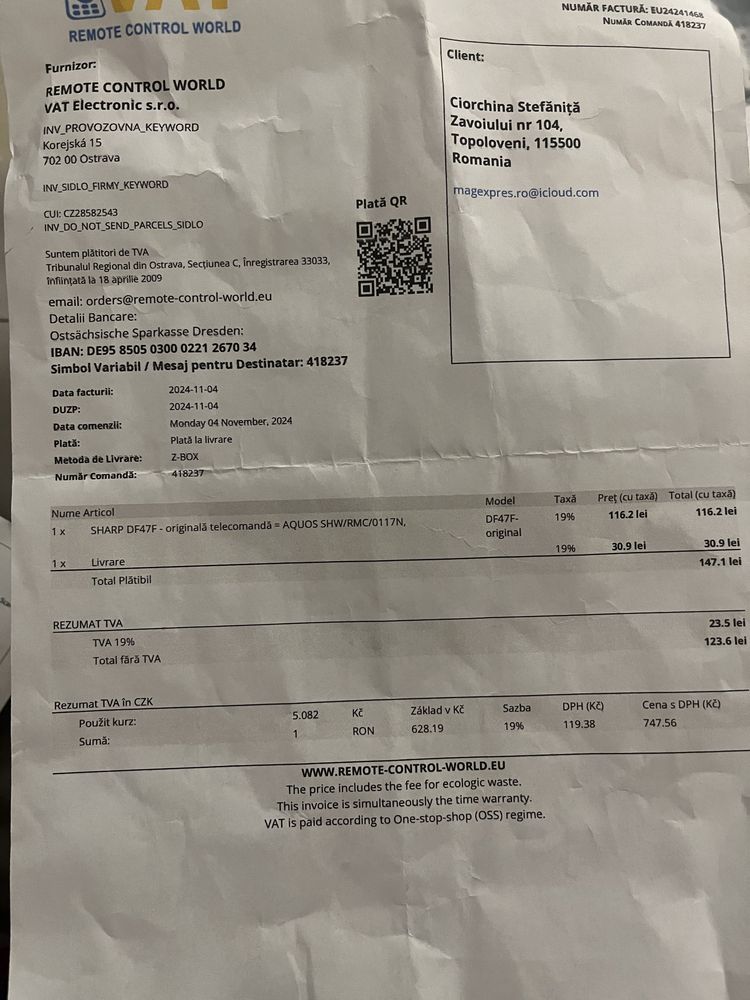 REMOTE CONTROL WORLD
NUMĂR FACTURĂ: EU24241468
NUMĂR COMANDĂ 418237
Furnizor:
REMOTE CONTROL WORLD
VAT Electronic s.r.o.
INV_PROVOZOVNA_KEYWORD
Korejská 15
702 00 Ostrava
INV_SIDLO_FIRMY_KEYWORD
CUI: CZ28582543
INV_DO_NOT_SEND_PARCELS_SIDLO
Suntem plătitori de TVA
Tribunalul Regional din Ostrava, Secțiunea C, înregistrarea 33033,
înființată la 18 aprilie 2009
email: orders@remote-control-world.eu
Detalii Bancare:
Ostsächsische Sparkasse Dresden:
IBAN: DE95 8505 0300 0221 2670 34
Simbol Variabil / Mesaj pentru Destinatar: 418237
Plată QR
Client:
Ciorchina Stefăniță
Zavoiului nr 104,
Topoloveni, 115500
Romania
magexpres.ro@icloud.com
Data facturii: 2024-11-04
DUZP: 2024-11-04
Data comenzii: Monday 04 November, 2024
Plată: Plată la livrare
Metoda de Livrare: Z-BOX
Număr Comandă: 418237
Nume Articol Model Taxă Preț (cu taxă) Total (cu taxă)
1 x SHARP DF47F - originală telecomandă = AQUOS SHW/RMC/0117N, DF47F- 19% 116.2 lei 116.2 lei
original
1 x Livrare 19% 30.9 lei 30.9 lei
Total Plătibil 147.1 lei
REZUMAT TVA
TVA 19% 23.5 lei
Total fără TVA 123.6 lei
Rezumat TVA în CZK
Použit kurz: 5.082 Kč Základ v Kč Sazba DPH (Kč) Cena s DPH (Kč)
Sumă: 1 RON 628.19 19% 119.38 747.56
WWW.REMOTE-CONTROL-WORLD.EU
The price includes the fee for ecologic waste.
This invoice is simultaneously the time warranty.
VAT is paid according to One-stop-shop (OSS) regime.